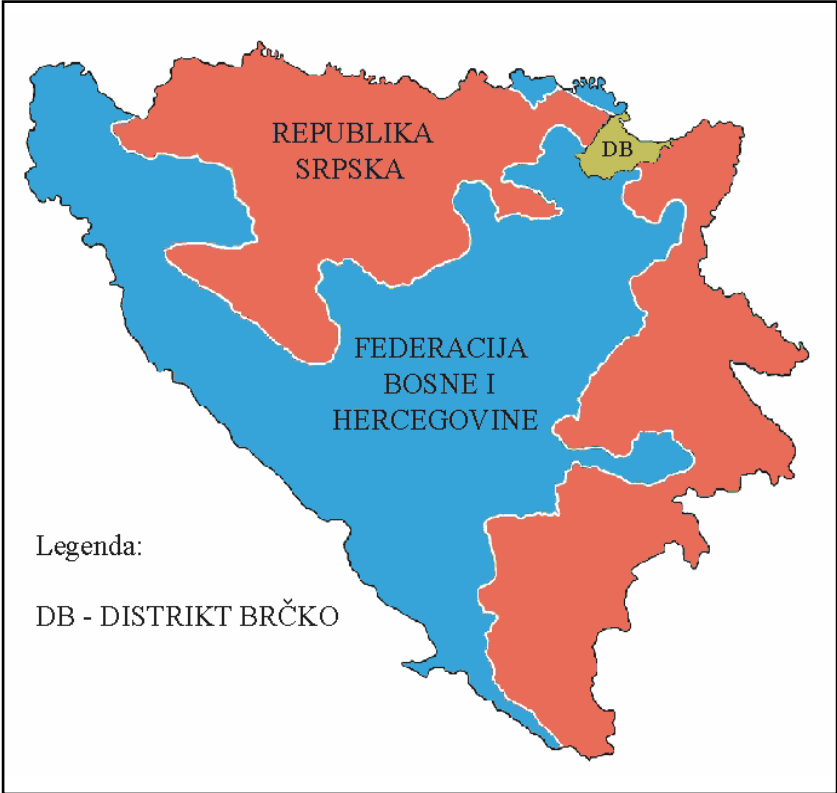 REPUBLIKA
SRPSKA
DB
FEDERACIJA
BOSNE I
HERCEGOVINE
Legenda:
DB - DISTRIKT BRČKO